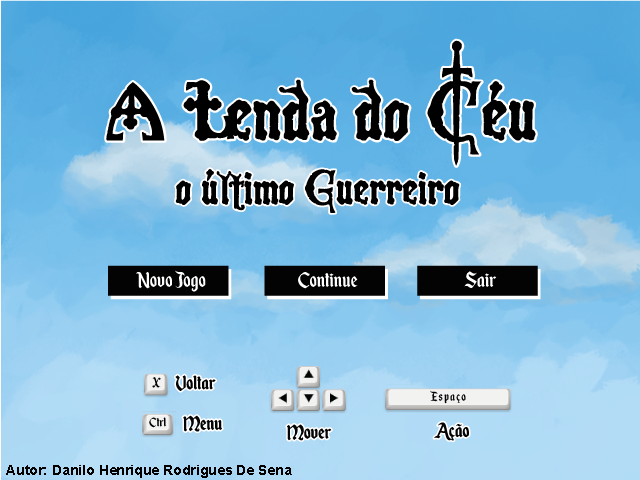 A Tenda do Céu
o último Guerreiro
Novo Jogo
Continue
Sair
X Voltar
Ctrl Menu
Mover
Espaço
Ação
Autor: Danilo Henrique Rodrigues De Sena